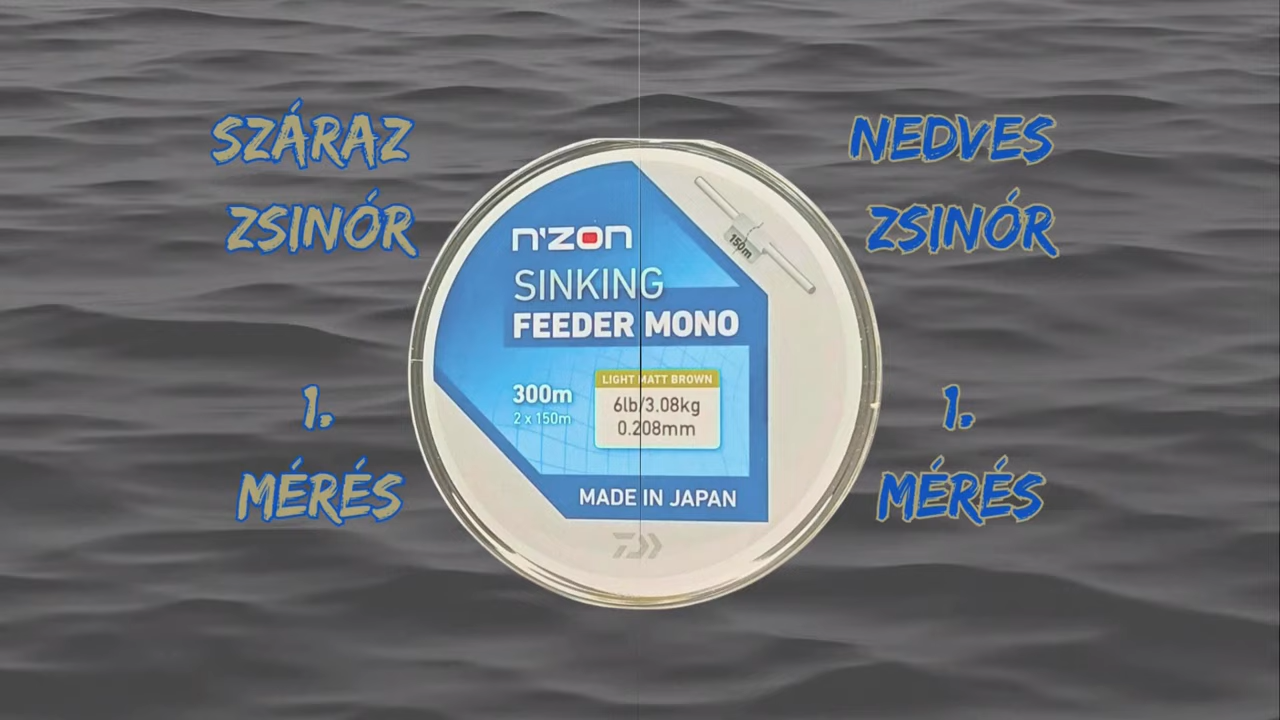 SZÁRAZ
ZSINÓR
1.
MÉRÉS
N'ZON
SINKING
FEEDER MONO
150m
300m
2 x 150m
LIGHT MATT BROWN
6lb/3.08kg
0.208mm
MADE IN JAPAN
NEDVES
ZSINÓR
1.
MÉRÉS